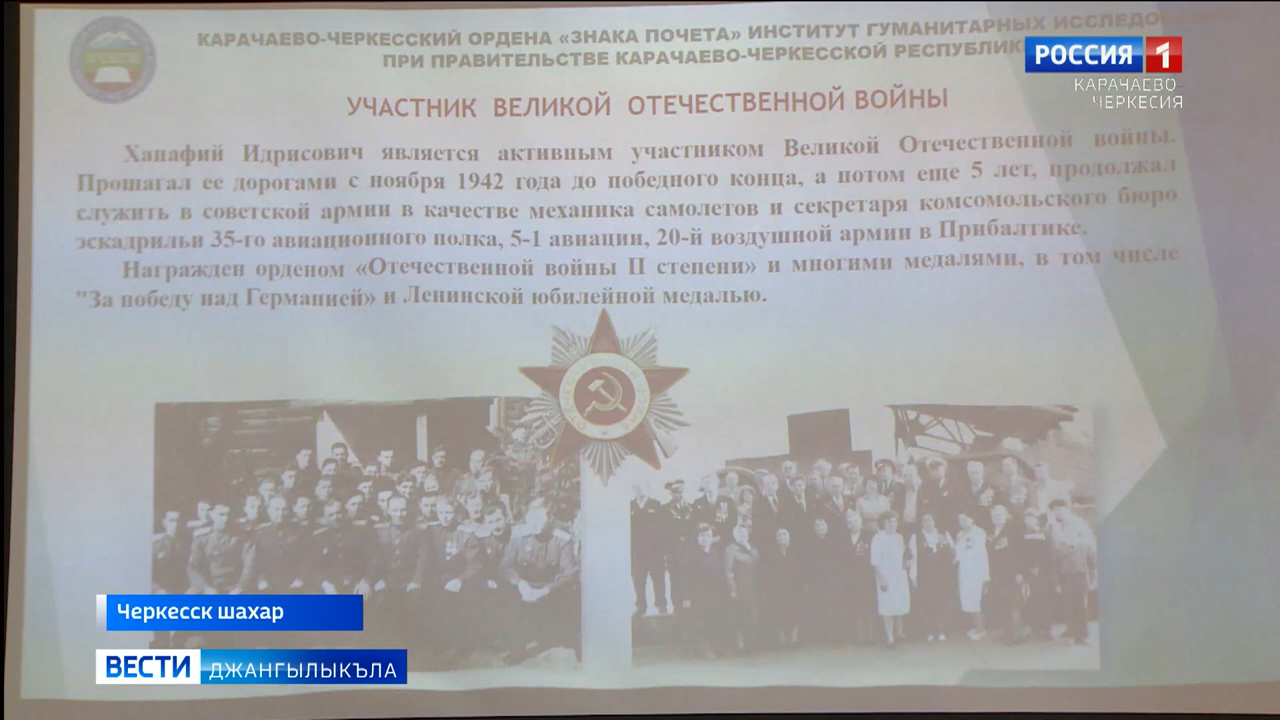 КАРАЧАЕВО-ЧЕРКЕССКИЙ ОРДЕНА «ЗНАКА ПОЧЕТА» ИНСТИТУТ ГУМАНИТАРНЫХ
ПРИ ПРАВИТЕЛЬСТВЕ КАРАЧАЕВО-ЧЕРКЕССКОЙ
РОССИЯ 1
КАРАЧАЕВО-
ЧЕРКЕСИЯ
УЧАСТНИК ВЕЛИКОЙ ОТЕЧЕСТВЕННОЙ ВОЙНЫ
Ханафий Идрисович является активным участником Великой Отечественной войны.
Прошагал ее дорогами с ноября 1942 года до победного конца, а потом еще 5 лет, продолжал
служить в советской армии в качестве механика самолетов и секретаря комсомольского бюро
эскадрильи 35-го авиационного полка, 5-1 авиации, 20-й воздушной армии в Прибалтике.
Награжден орденом «Отечественной войны II степени» и многими медалями, в том числе
"За победу над Германией» и Ленинской юбилейной медалью.
Черкесск шахар
ВЕСТИ ДЖАНГЫЛЫКЪЛА